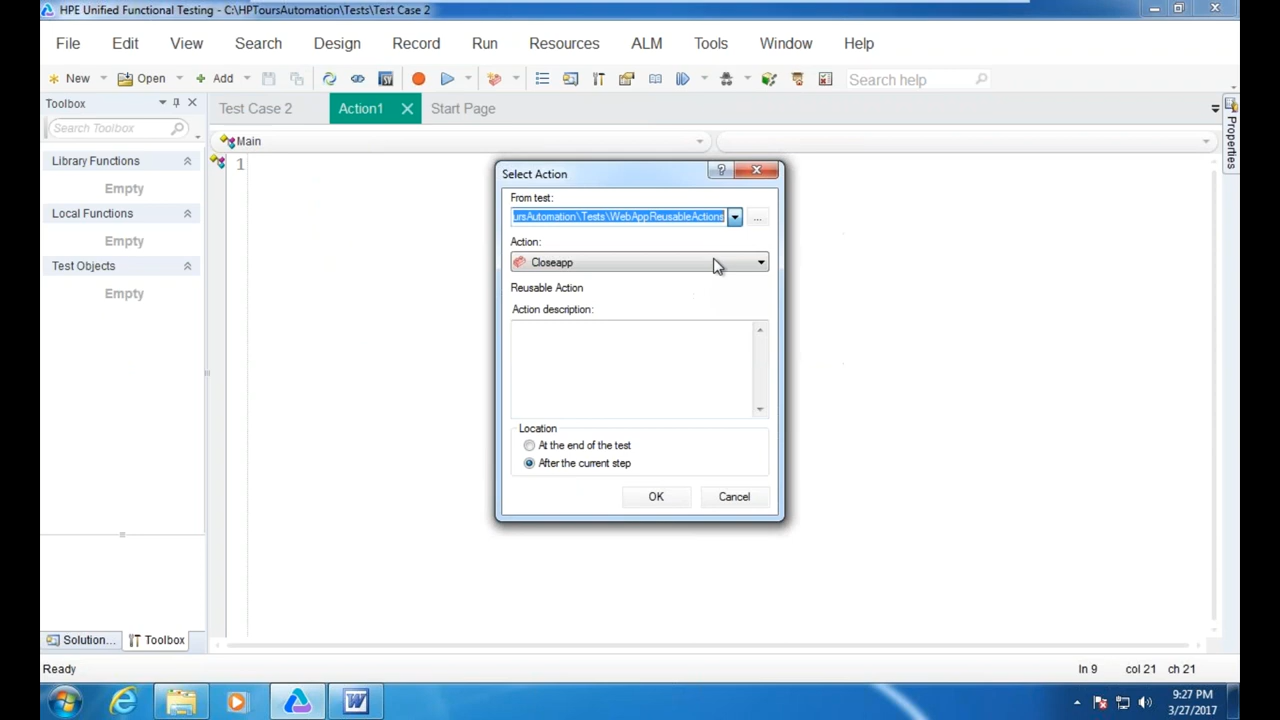 HPE Unified Functional Testing - C:\HPToursAutomation\Tests\Test Case 2
File Edit View Search Design Record Run Resources ALM Tools Window Help
New Open Add Search help
Toolbox
Test Case 2 Action1 Start Page
Search Toolbox
Main
Library Functions
Empty
Local Functions
Empty
Test Objects
Empty
1
Select Action
From test:
ursAutomation\Tests\WebAppReusableActions
...
Action:
Closeapp
Reusable Action
Action description:
Location
At the end of the test
After the current step
OK Cancel
Properties
Solution... Toolbox
Ready ln 9 col 21 ch 21
9:27 PM
3/27/2017